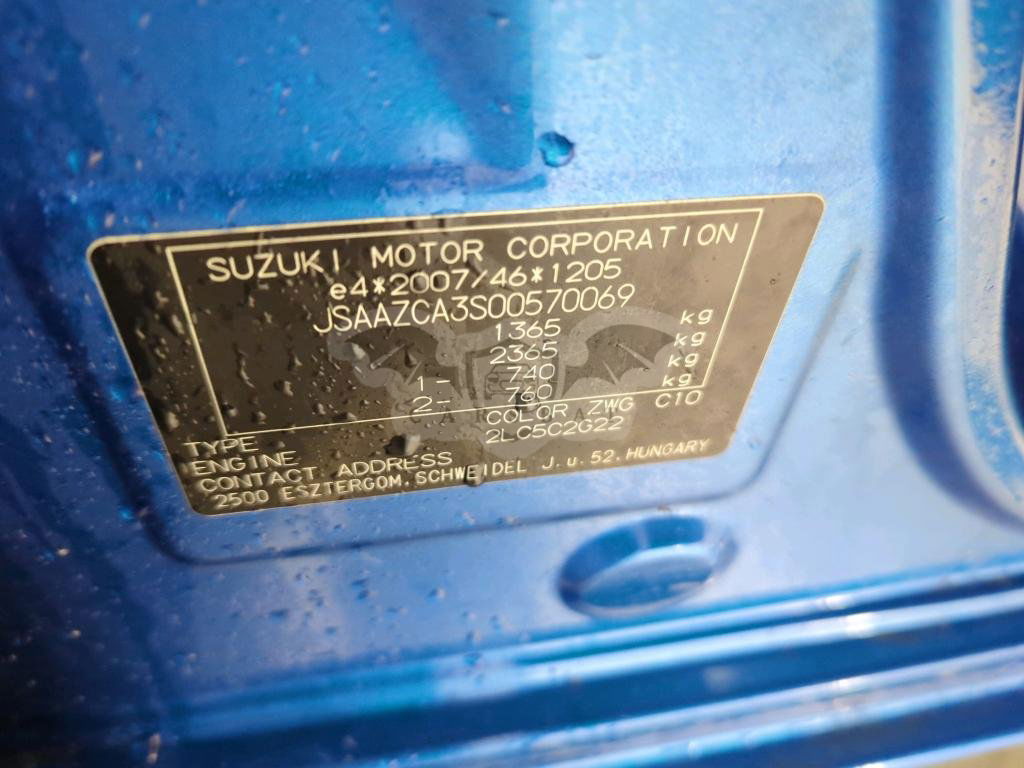 SUZUKI MOTOR CORPORATION
e4*2007/46*1205
JSAAZCA3S00570069
1365 kg
2365 kg
1- 740 kg
2- 760 kg
TYPE COLOR ZWG C10
ENGINE 2LC5C2G22
CONTACT ADDRESS
2500 ESZTERGOM, SCHWEIDEL J. u. 52. HUNGARY